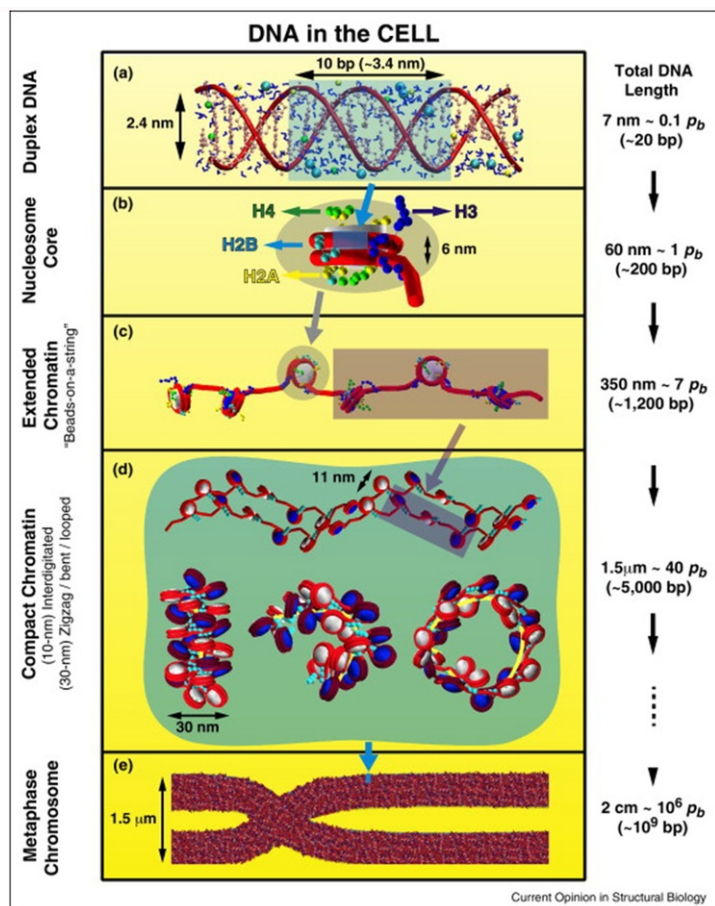 DNA in the CELL
Duplex DNA
(a)
10 bp (~3.4 nm)
2.4 nm
Total DNA
Length
7 nm ~ 0.1 pb
(~20 bp)
Nucleosome
Core
(b)
H4
H3
H2B
6 nm
H2A
60 nm ~ 1 pb
(~200 bp)
Extended
Chromatin
"Beads-on-a-string"
(c)
350 nm ~ 7 pb
(~1,200 bp)
Compact Chromatin
(10-nm) Interdigitated
(30-nm) Zigzag / bent / looped
(d)
11 nm
30 nm
1.5μm ~ 40 pb
(~5,000 bp)
Metaphase
Chromosome
(e)
1.5 μm
2 cm ~ 10⁶ pb
(~10⁹ bp)
Current Opinion in Structural Biology